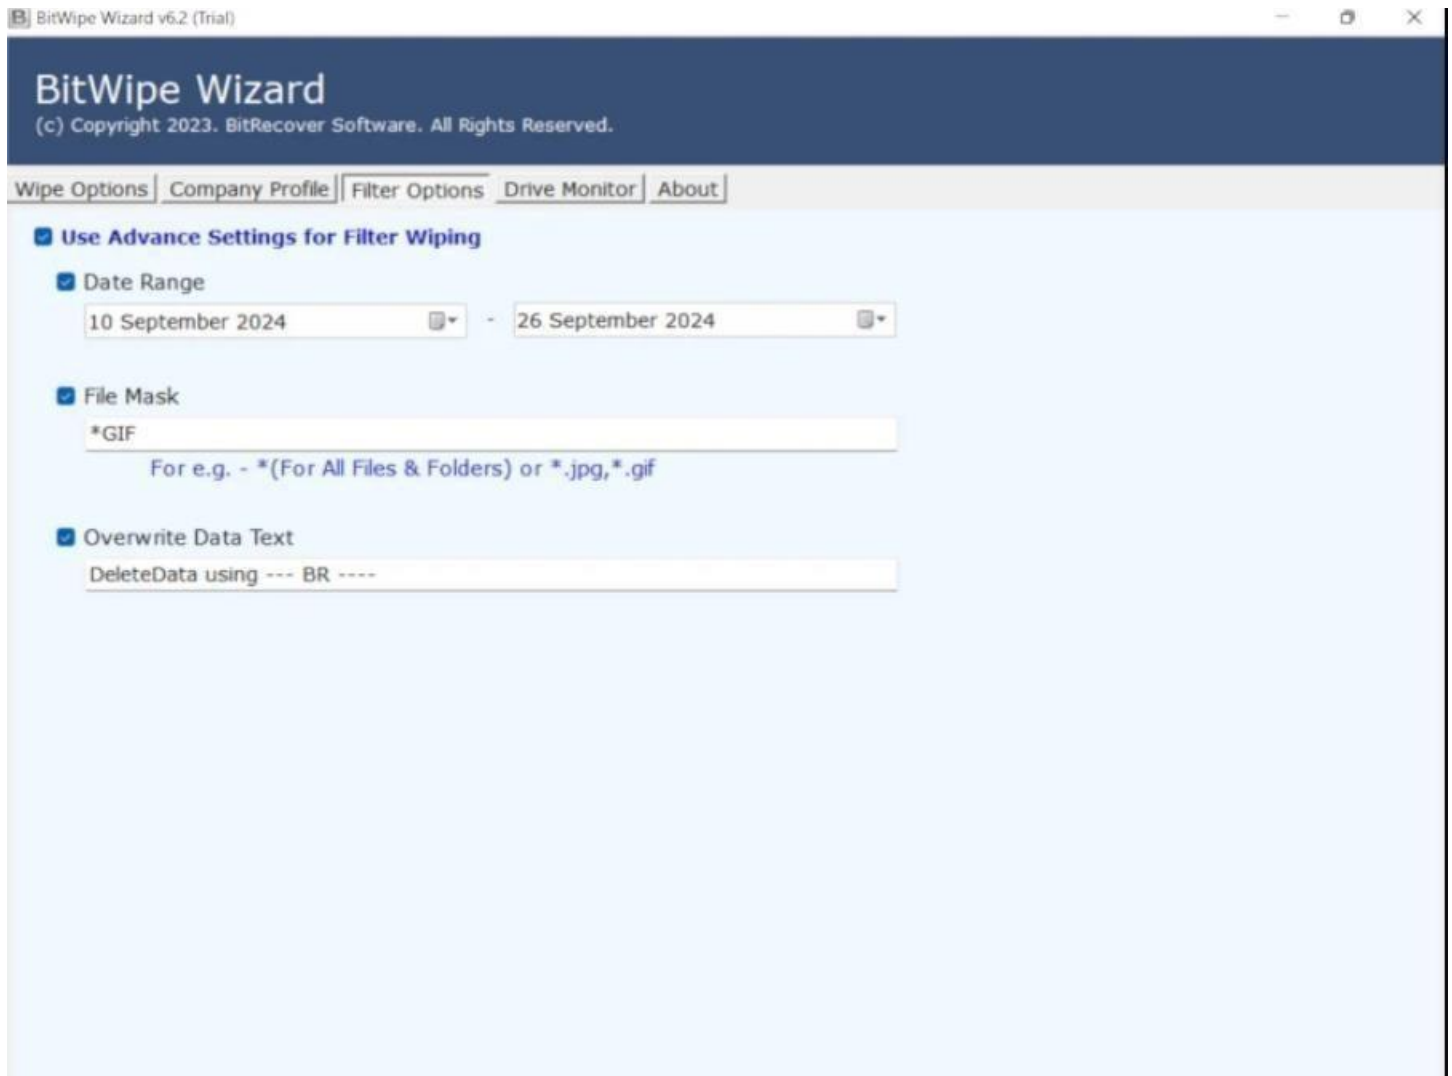 BitWipe Wizard v6.2 (Trial)
BitWipe Wizard
(c) Copyright 2023. BitRecover Software. All Rights Reserved.
Wipe Options Company Profile Filter Options Drive Monitor About
Use Advance Settings for Filter Wiping
Date Range
10 September 2024 - 26 September 2024
File Mask
*GIF
For e.g. - *(For All Files & Folders) or *.jpg,*.gif
Overwrite Data Text
DeleteData using --- BR ----